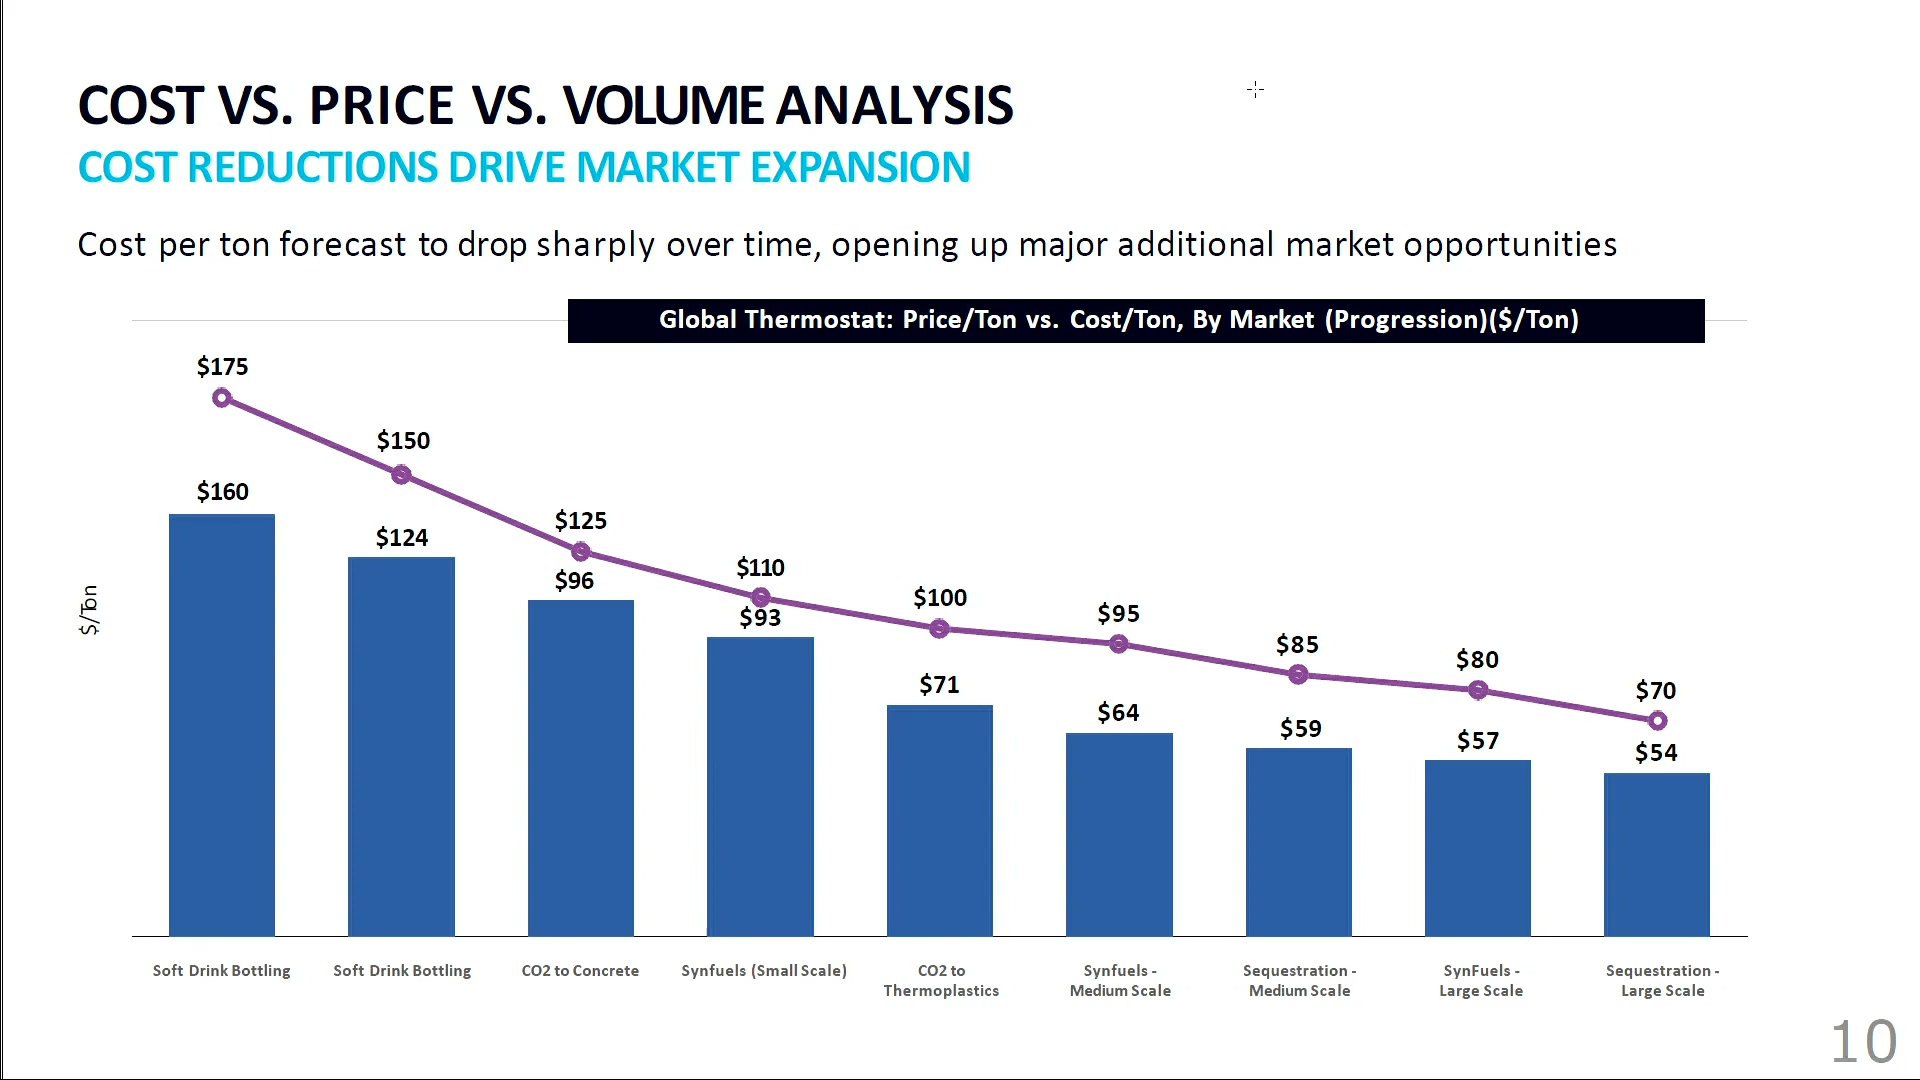 COST VS. PRICE VS. VOLUME ANALYSIS
COST REDUCTIONS DRIVE MARKET EXPANSION
Cost per ton forecast to drop sharply over time, opening up major additional market opportunities
Global Thermostat: Price/Ton vs. Cost/Ton, By Market (Progression)($/Ton)
$175
$150
$125
$110
$100
$95
$85
$80
$70
$160
$124
$96
$93
$71
$64
$59
$57
$54
$/Ton
Soft Drink Bottling
Soft Drink Bottling
CO2 to Concrete
Synfuels (Small Scale)
CO2 to
Thermoplastics
Synfuels -
Medium Scale
Sequestration -
Medium Scale
SynFuels -
Large Scale
Sequestration -
Large Scale
10